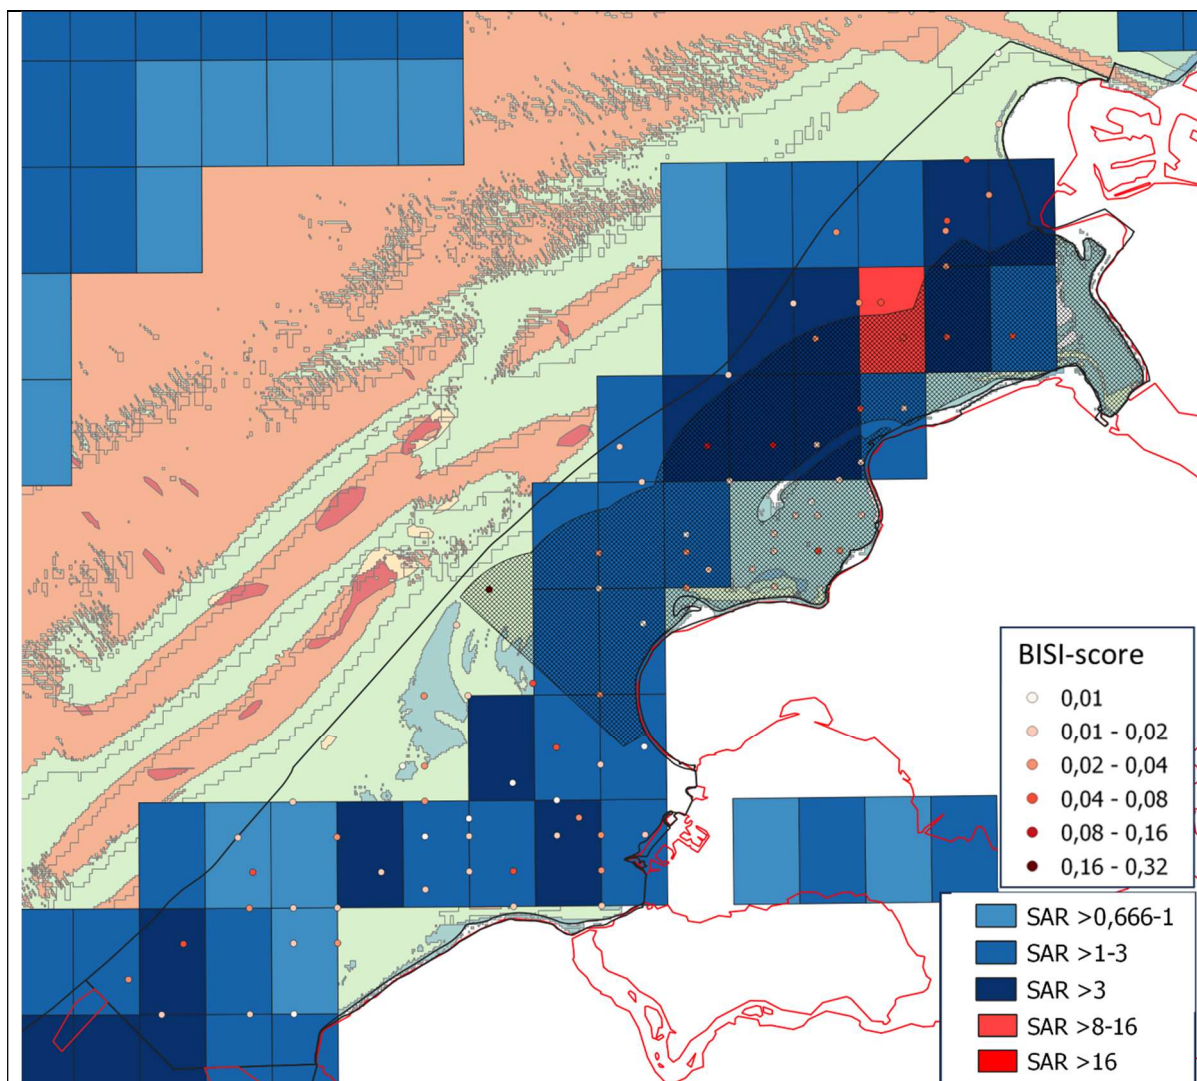 BISI-score
0,01
0,01 - 0,02
0,02 - 0,04
0,04 - 0,08
0,08 - 0,16
0,16 - 0,32
SAR >0,666-1
SAR >1-3
SAR >3
SAR >8-16
SAR >16